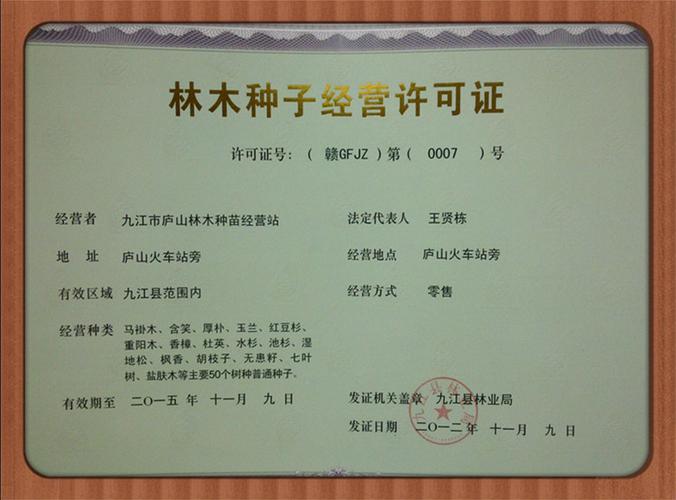 林木种子经营许可证
许可证号：（ 赣GFJZ ）第（ 0007 ）号
经营者 九江市庐山林木种苗经营站 法定代表人 王贤栋
地址 庐山火车站旁 经营地点 庐山火车站旁
有效区域 九江县范围内 经营方式 零售
经营种类 马褂木、含笑、厚朴、玉兰、红豆杉、
重阳木、香樟、杜英、水杉、池杉、湿
地松、枫香、胡枝子、无患籽、七叶
树、盐肤木等主要50个树种普通种子。
有效期至 二〇一五 年 十一月 九 日
发证机关盖章 九江县林业局
发证日期 二〇一二年 十一月 九 日
九江县林业局